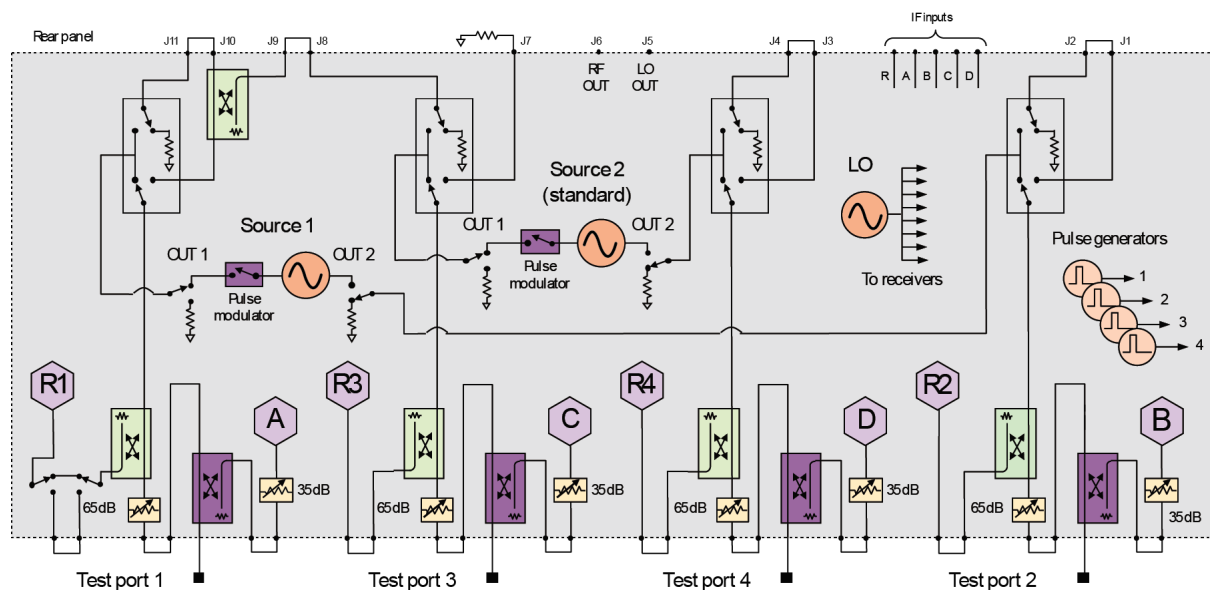 IF inputs
Rear panel
J11
J10
J9
J8
J7
J6
J5
J4
J3
J2
J1
RF
OUT
LO
OUT
R
A
B
C
D
Source 2
(standard)
LO
Source 1
OUT 1
OUT 2
OUT 1
OUT 2
Pulse
modulator
Pulse
modulator
To receivers
Pulse generators
1
2
3
4
R1
A
R3
C
R4
D
R2
B
65dB
35dB
65dB
35dB
65dB
35dB
65dB
35dB
Test port 1
Test port 3
Test port 4
Test port 2